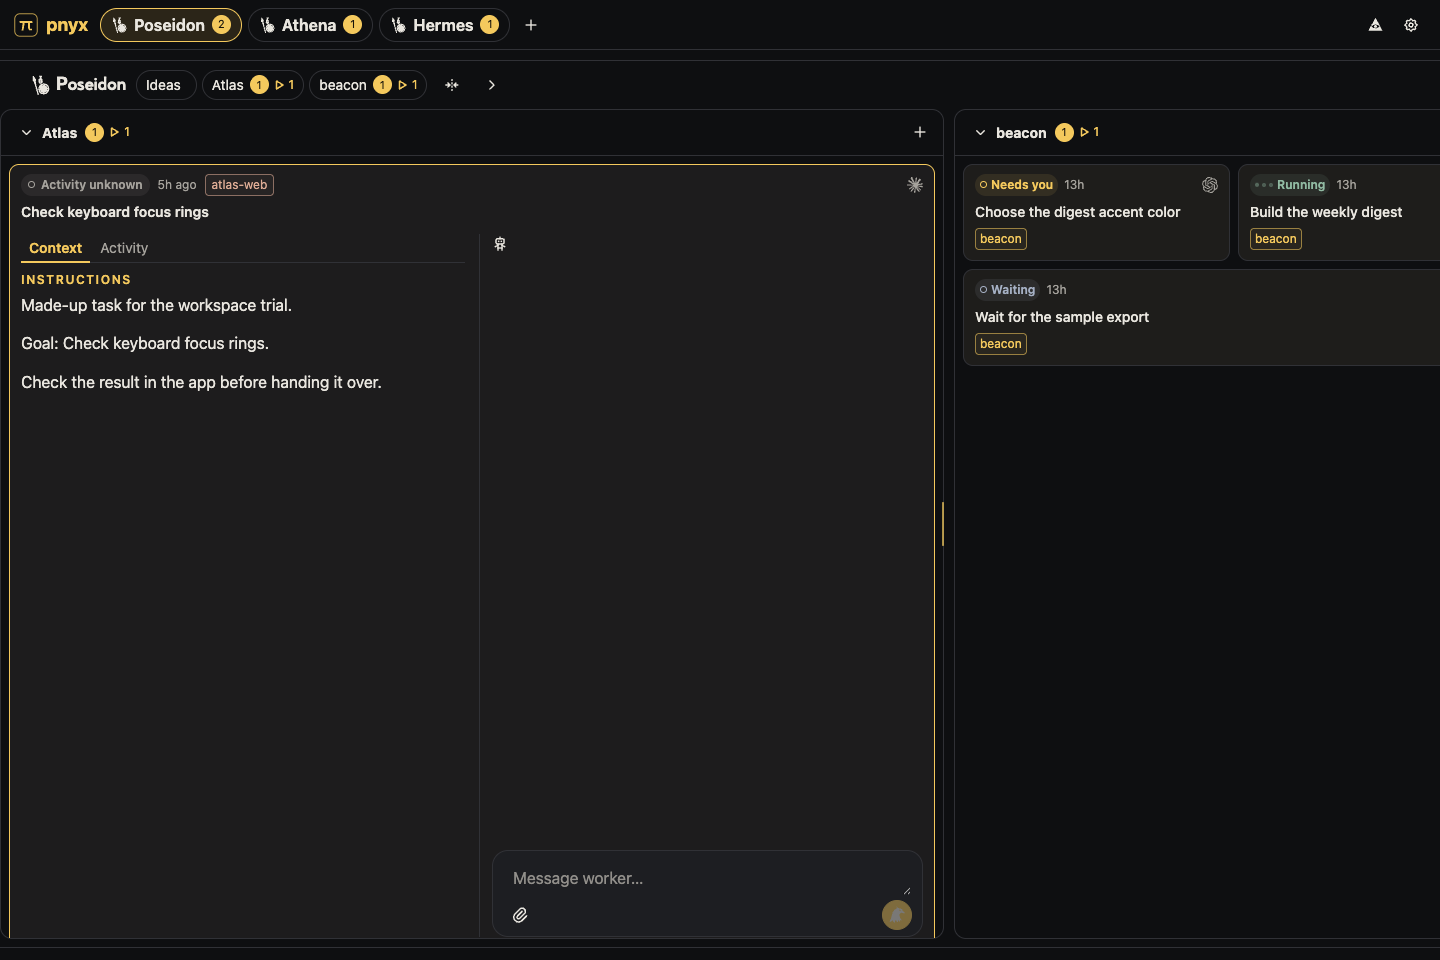 π pnyx Poseidon 2 Athena 1 Hermes 1
Poseidon Ideas Atlas 1 1 beacon 1 1
Atlas 1 1
Activity unknown 5h ago atlas-web
Check keyboard focus rings
Context Activity
INSTRUCTIONS
Made-up task for the workspace trial.
Goal: Check keyboard focus rings.
Check the result in the app before handing it over.
Message worker...
beacon 1 1
Needs you 13h
Choose the digest accent color
beacon
Running 13h
Build the weekly digest
beacon
Waiting 13h
Wait for the sample export
beacon